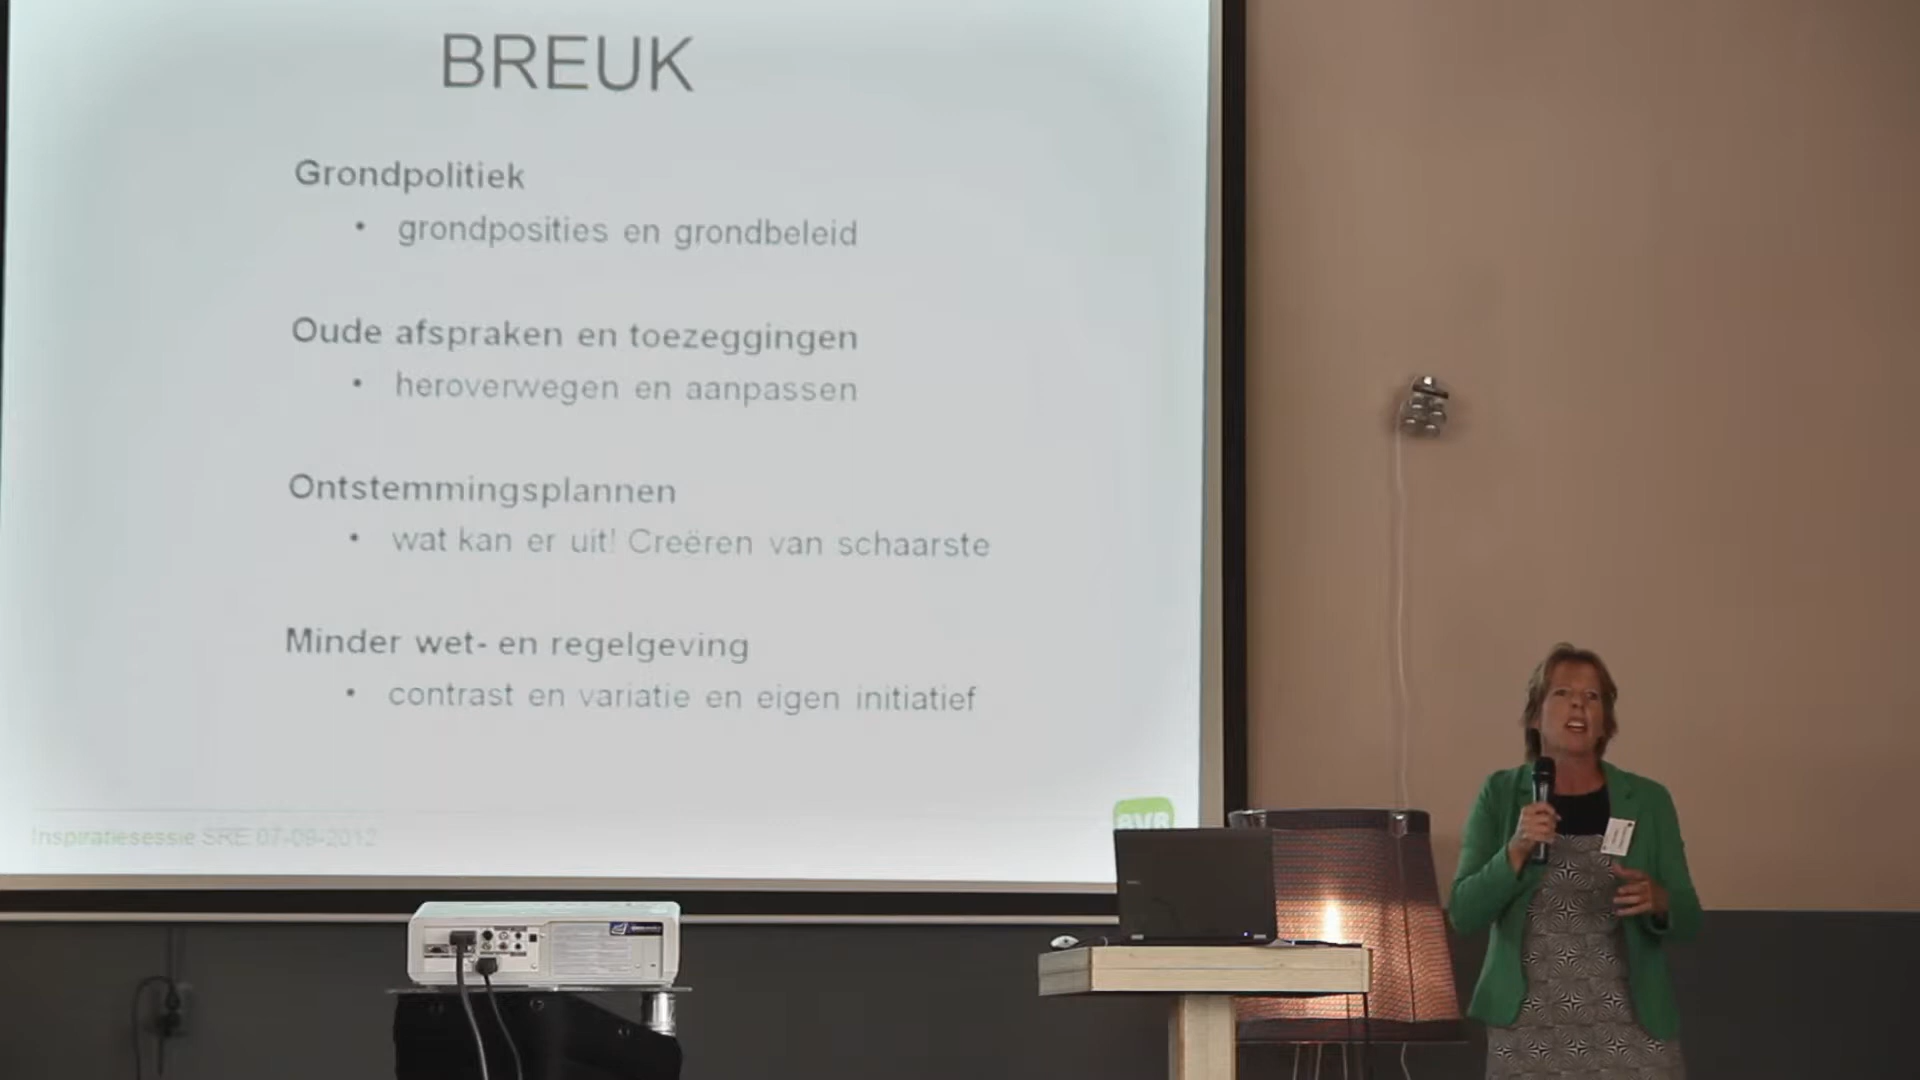 BREUK
Grondpolitiek
• grondposities en grondbeleid
Oude afspraken en toezeggingen
• heroverwegen en aanpassen
Ontstemmingsplannen
• wat kan er uit! Creëren van schaarste
Minder wet- en regelgeving
• contrast en variatie en eigen initiatief
Inspiratiesessie SRE 07-09-2012
BVR